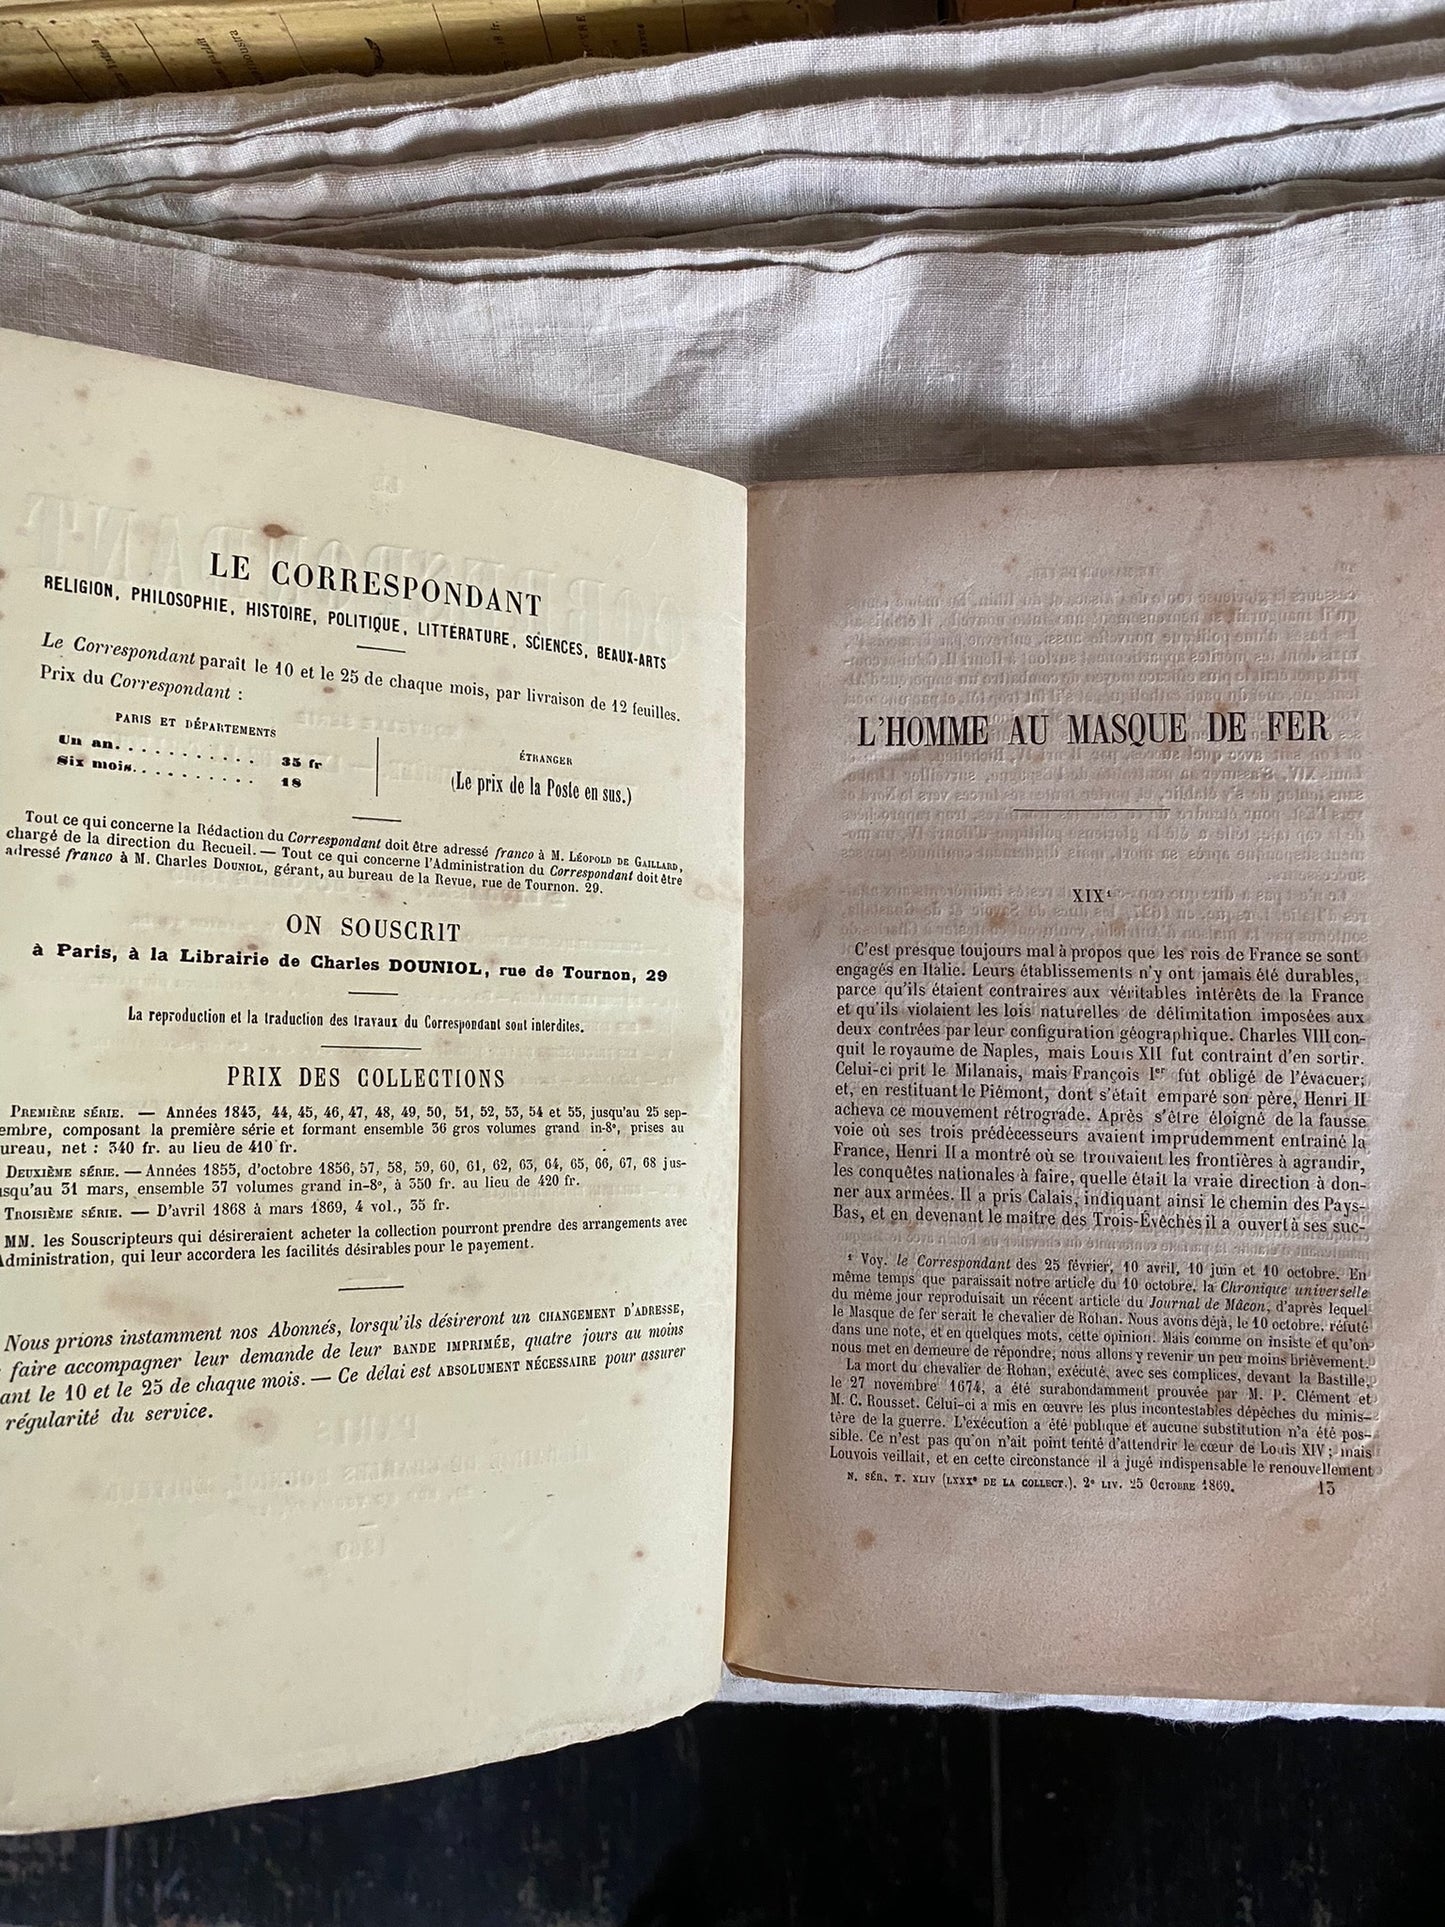 LE CORRESPONDANT
RELIGION, PHILOSOPHIE, HISTOIRE, POLITIQUE, LITTÉRATURE, SCIENCES, BEAUX-ARTS
Le Correspondant paraît le 10 et le 25 de chaque mois, par livraison de 12 feuilles.
Prix du Correspondant :
PARIS ET DÉPARTEMENTS
Un an. . . . . . . . . . . 35 fr
Six mois. . . . . . . . . . 18
ÉTRANGER
(Le prix de la Poste en sus.)
Tout ce qui concerne la Rédaction du Correspondant doit être adressé franco à M. LÉOPOLD DE GAILLARD,
chargé de la direction du Recueil. — Tout ce qui concerne l'Administration du Correspondant doit être
adressé franco à M. Charles DOUNIOL, gérant, au bureau de la Revue, rue de Tournon. 29.
ON SOUSCRIT
à Paris, à la Librairie de Charles DOUNIOL, rue de Tournon, 29
La reproduction et la traduction des travaux du Correspondant sont interdites.
PRIX DES COLLECTIONS
PREMIÈRE SÉRIE. — Années 1843, 44, 45, 46, 47, 48, 49, 50, 51, 52, 53, 54 et 55, jusqu'au 25 sep-
embre, composant la première série et formant ensemble 36 gros volumes grand in-8°, prises au
ureau, net : 340 fr. au lieu de 410 fr.
DEUXIÈME SÉRIE. — Années 1855, d'octobre 1856, 57, 58, 59, 60, 61, 62, 63, 64, 65, 66, 67, 68 jus-
squ'au 31 mars, ensemble 37 volumes grand in-8°, à 350 fr. au lieu de 420 fr.
TROISIÈME SÉRIE. — D'avril 1868 à mars 1869, 4 vol., 35 fr.
MM. les Souscripteurs qui désireraient acheter la collection pourront prendre des arrangements avec
Administration, qui leur accordera les facilités désirables pour le payement.
Nous prions instamment nos Abonnés, lorsqu'ils désireront un CHANGEMENT D'ADRESSE,
faire accompagner leur demande de leur BANDE IMPRIMÉE, quatre jours au moins
ant le 10 et le 25 de chaque mois. — Ce délai est ABSOLUMENT NÉCESSAIRE pour assurer
régularité du service.
L'HOMME AU MASQUE DE FER
XIX¹
C'est presque toujours mal à propos que les rois de France se sont
engagés en Italie. Leurs établissements n'y ont jamais été durables,
parce qu'ils étaient contraires aux véritables intérêts de la France
et qu'ils violaient les lois naturelles de délimitation imposées aux
deux contrées par leur configuration géographique. Charles VIII con-
quit le royaume de Naples, mais Louis XII fut contraint d'en sortir.
Celui-ci prit le Milanais, mais François Iᵉʳ fut obligé de l'évacuer;
et, en restituant le Piémont, dont s'était emparé son père, Henri II
acheva ce mouvement rétrograde. Après s'être éloigné de la fausse
voie où ses trois prédécesseurs avaient imprudemment entraîné la
France, Henri II a montré où se trouvaient les frontières à agrandir,
les conquêtes nationales à faire, quelle était la vraie direction à don-
ner aux armées. Il a pris Calais, indiquant ainsi le chemin des Pays-
Bas, et en devenant le maître des Trois-Évêchés il a ouvert à ses suc-
¹ Voy. le Correspondant des 25 février, 10 avril, 10 juin et 10 octobre. En
même temps que paraissait notre article du 10 octobre, la Chronique universelle
du même jour reproduisait un récent article du Journal de Mâcon, d'après lequel
le Masque de fer serait le chevalier de Rohan. Nous avons déjà, le 10 octobre, réfuté
dans une note, et en quelques mots, cette opinion. Mais comme on insiste et qu'on
nous met en demeure de répondre; nous allons y revenir un peu moins brièvement.
La mort du chevalier de Rohan, exécuté, avec ses complices, devant la Bastille,
le 27 novembre 1674, a été surabondamment prouvée par M. P. Clément et
M. C. Rousset. Celui-ci a mis en œuvre les plus incontestables dépêches du minis-
tère de la guerre. L'exécution a été publique et aucune substitution n'a été pos-
sible. Ce n'est pas qu'on n'ait point tenté d'attendrir le cœur de Louis XIV; mais
Louvois veillait, et en cette circonstance il a jugé indispensable le renouvellement
N. SÉR. T. XLIV (LXXXᵉ DE LA COLLECT.). 2ᵉ LIV. 25 OCTOBRE 1869. 13